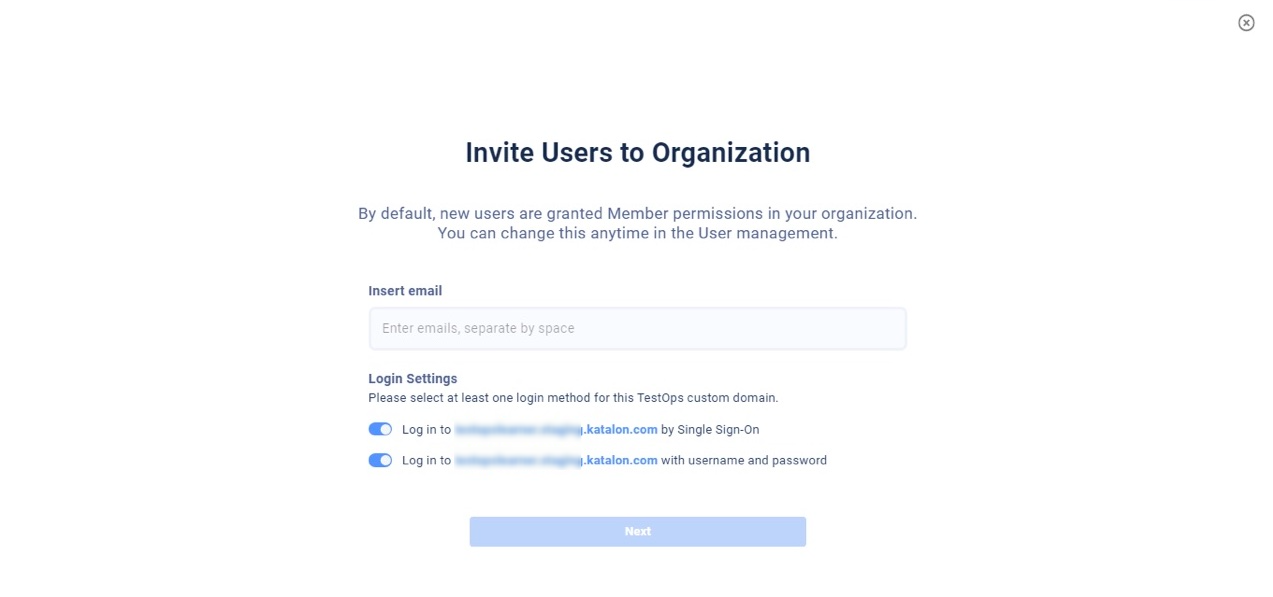 Invite Users to Organization
By default, new users are granted Member permissions in your organization.
You can change this anytime in the User management.
Insert email
Enter emails, separate by space
Login Settings
Please select at least one login method for this TestOps custom domain.
Log in to .katalon.com by Single Sign-On
Log in to .katalon.com with username and password
Next